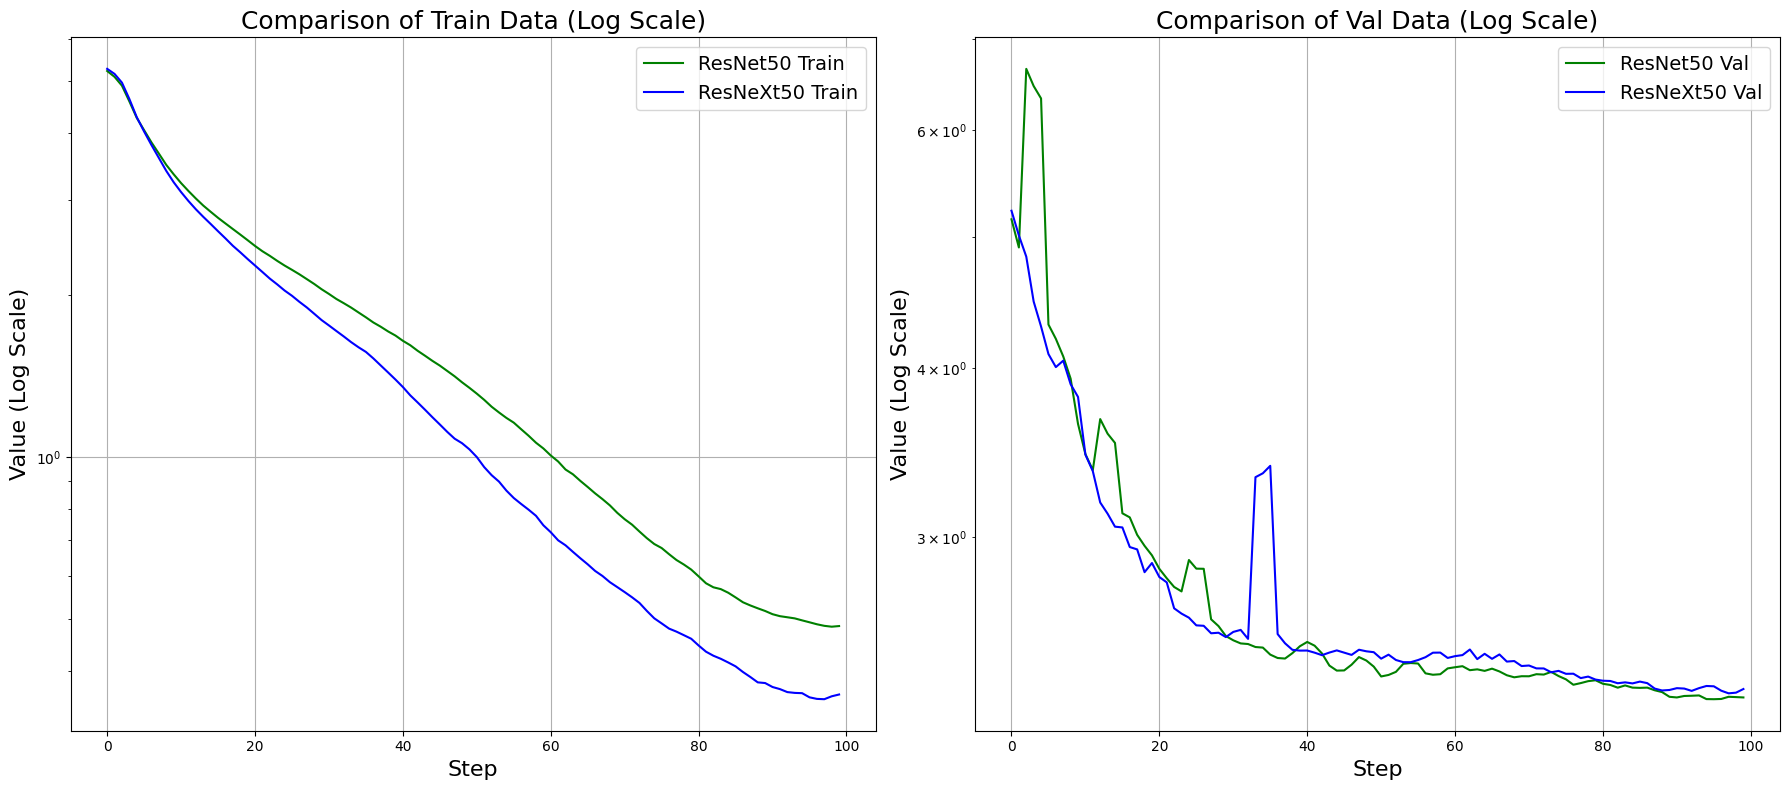 Comparison of Train Data (Log Scale)
ResNet50 Train
ResNeXt50 Train
Value (Log Scale)
10⁰
0 20 40 60 80 100
Step
Comparison of Val Data (Log Scale)
ResNet50 Val
ResNeXt50 Val
Value (Log Scale)
6 × 10⁰
4 × 10⁰
3 × 10⁰
0 20 40 60 80 100
Step